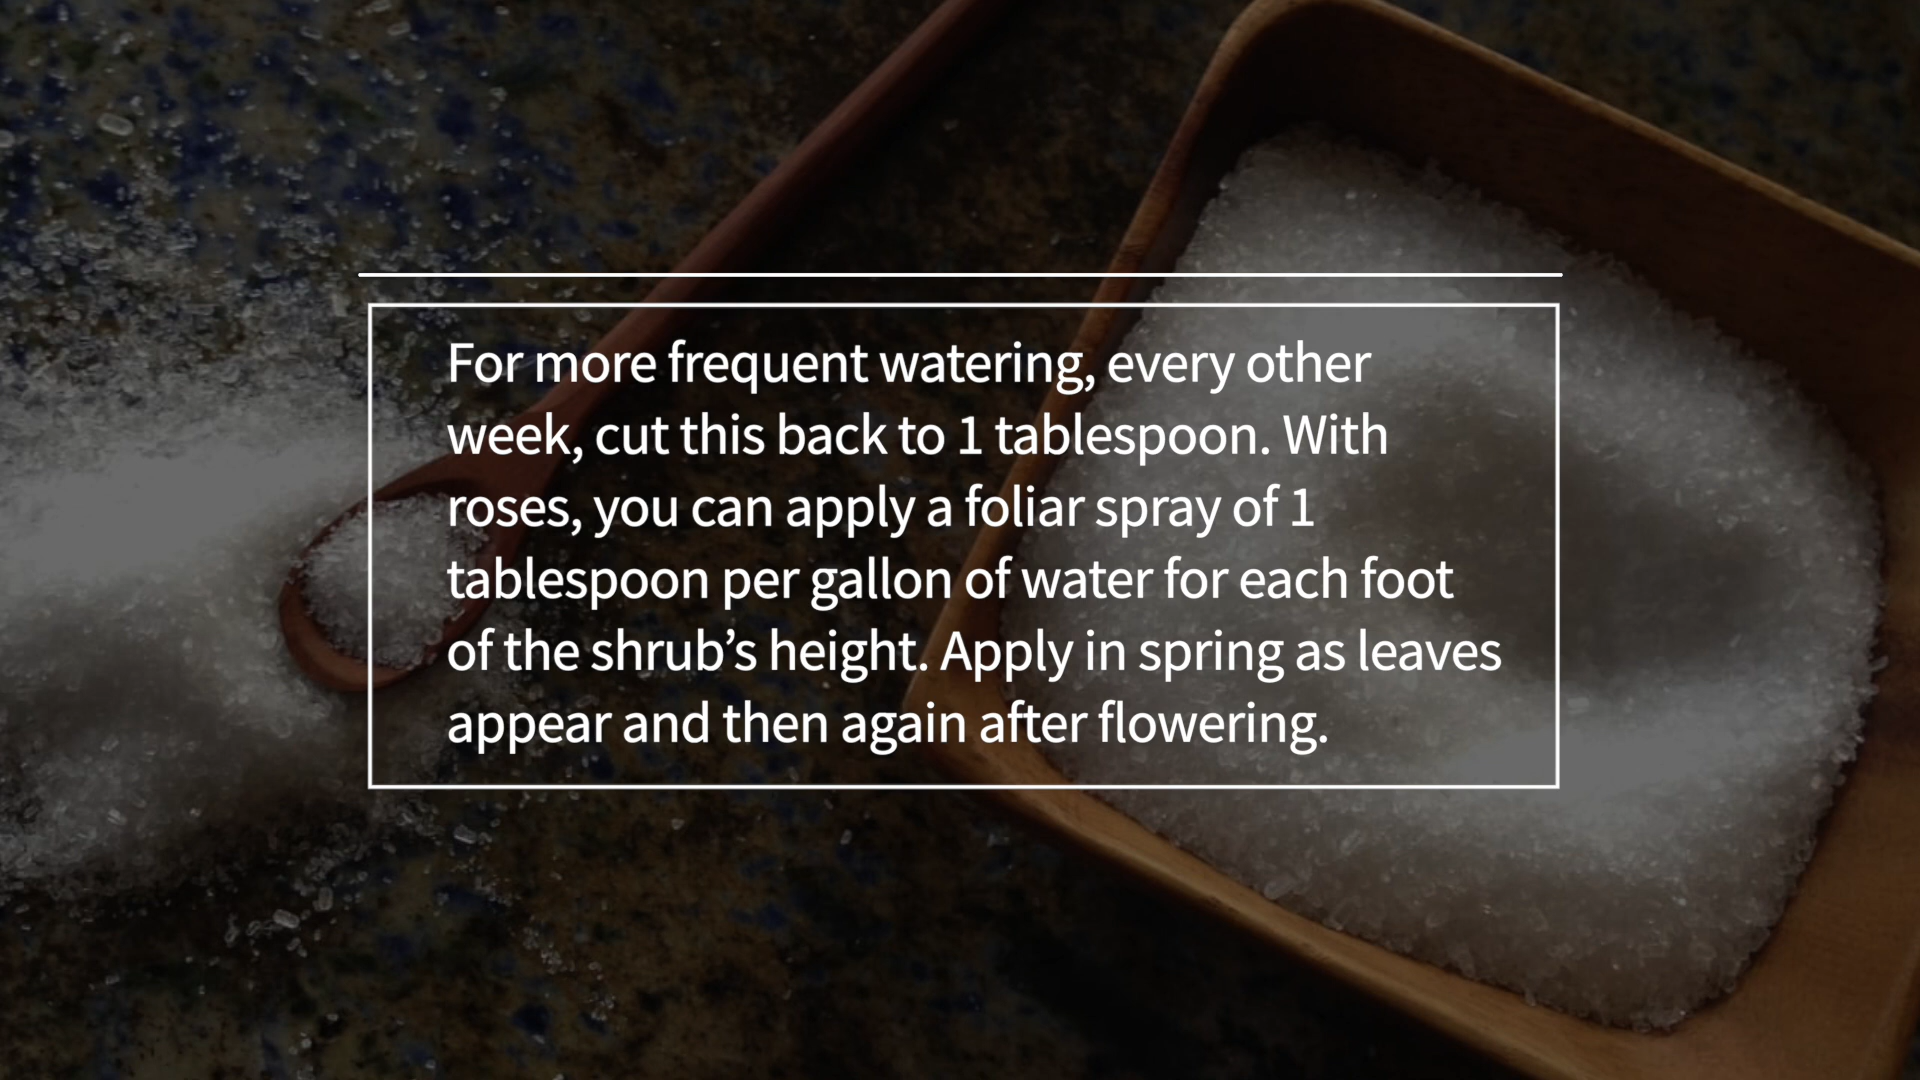 For more frequent watering, every other
week, cut this back to 1 tablespoon. With
roses, you can apply a foliar spray of 1
tablespoon per gallon of water for each foot
of the shrub’s height. Apply in spring as leaves
appear and then again after flowering.